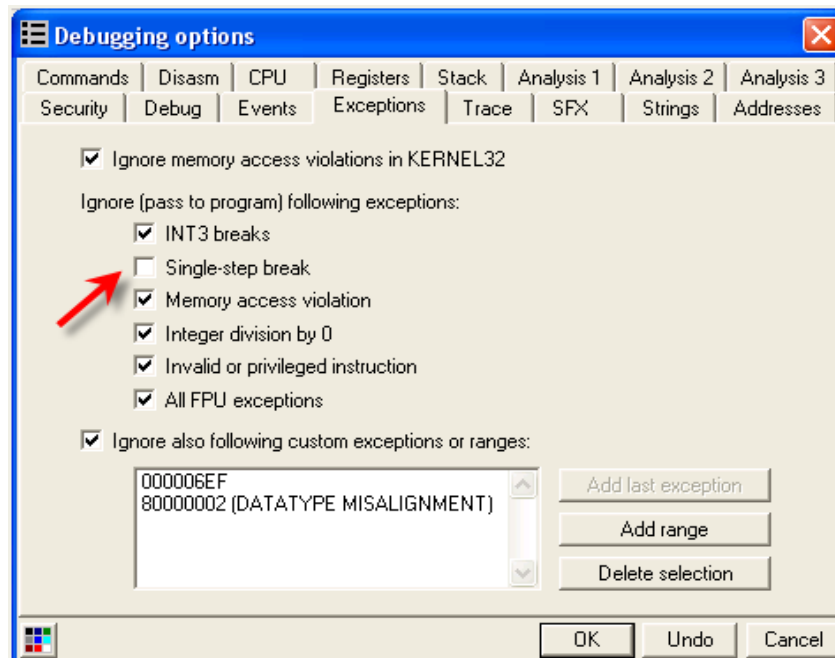 Debugging options
Commands Disasm CPU Registers Stack Analysis 1 Analysis 2 Analysis 3
Security Debug Events Exceptions Trace SFX Strings Addresses
Ignore memory access violations in KERNEL32
Ignore (pass to program) following exceptions:
INT3 breaks
Single-step break
Memory access violation
Integer division by 0
Invalid or privileged instruction
All FPU exceptions
Ignore also following custom exceptions or ranges:
000006EF
80000002 (DATATYPE MISALIGNMENT)
Add last exception
Add range
Delete selection
OK Undo Cancel